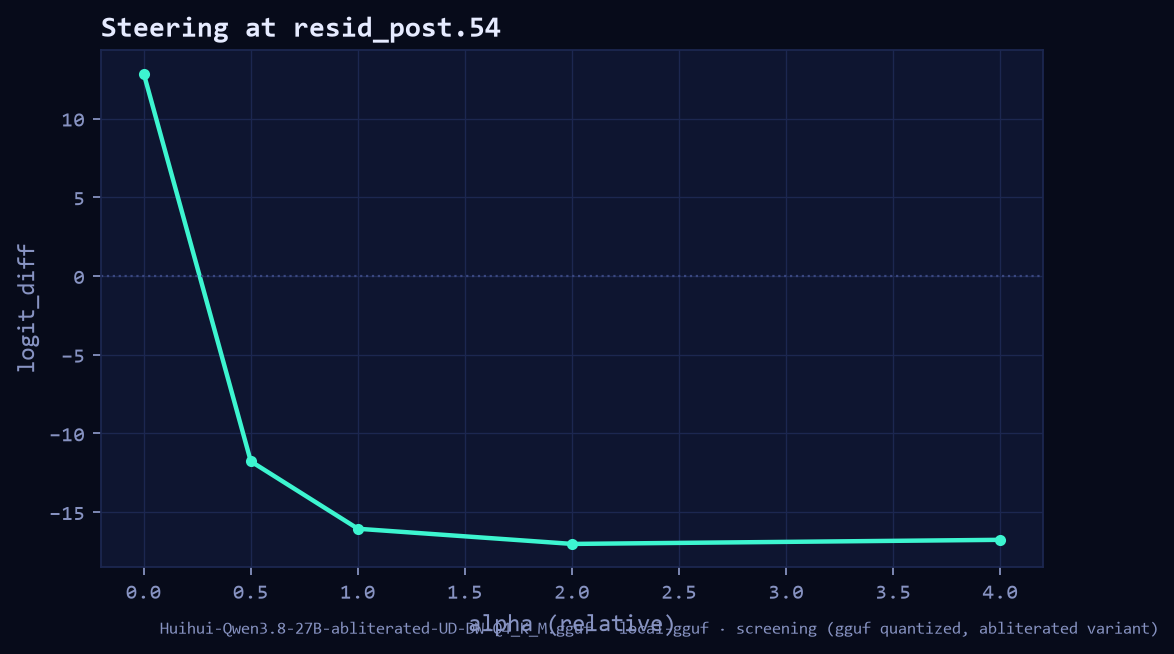 Steering at resid_post.54
10
5
0
−5
−10
−15
logit_diff
0.0 0.5 1.0 1.5 2.0 2.5 3.0 3.5 4.0
alpha (relative)
Huihui-Qwen3.8-27B-abliterated-UD- local-gguf · screening (gguf quantized, abliterated variant)